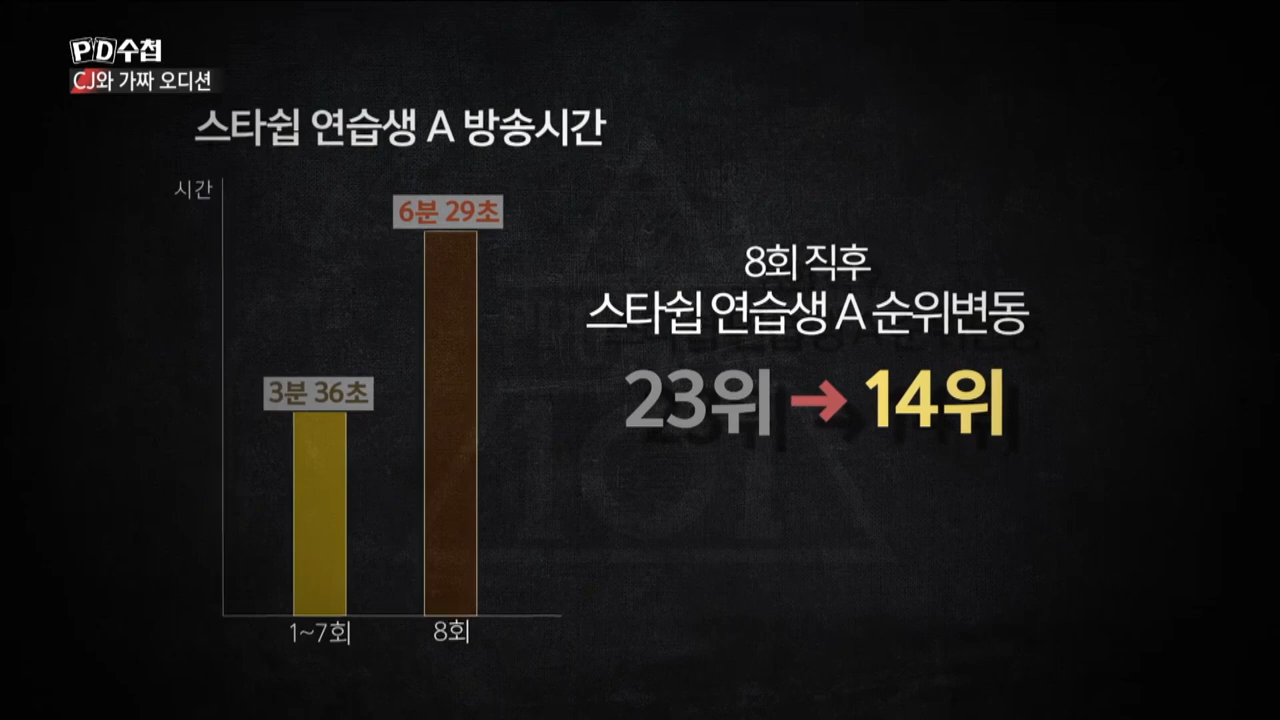 PD수첩
CJ와 가짜 오디션
스타쉽 연습생 A 방송시간
시간
6분 29초
3분 36초
1~7회
8회
8회 직후
스타쉽 연습생 A 순위변동
23위 → 14위